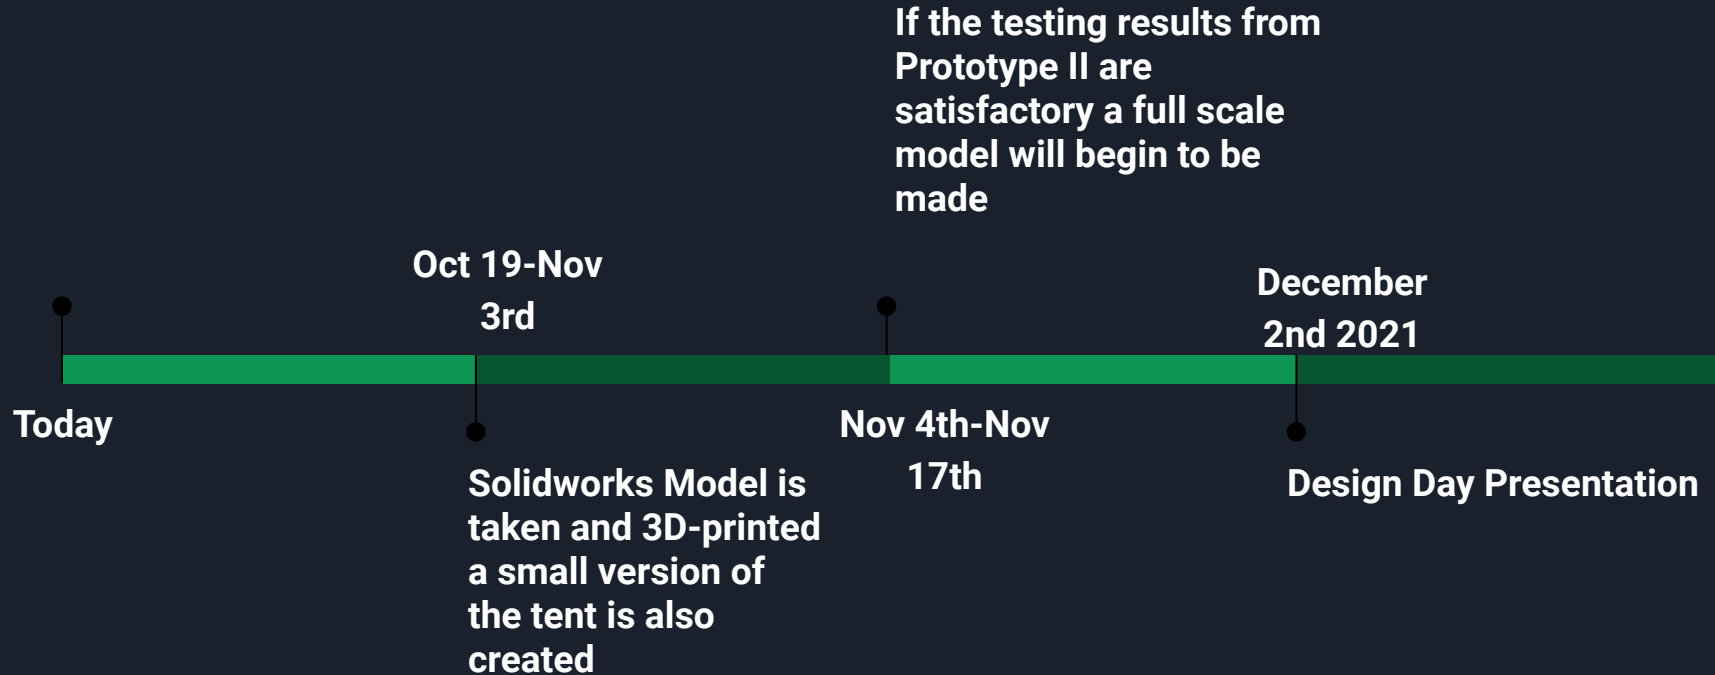 Today
Oct 19-Nov
3rd
Solidworks Model is
taken and 3D-printed
a small version of
the tent is also
created
If the testing results from
Prototype II are
satisfactory a full scale
model will begin to be
made
Nov 4th-Nov
17th
December
2nd 2021
Design Day Presentation